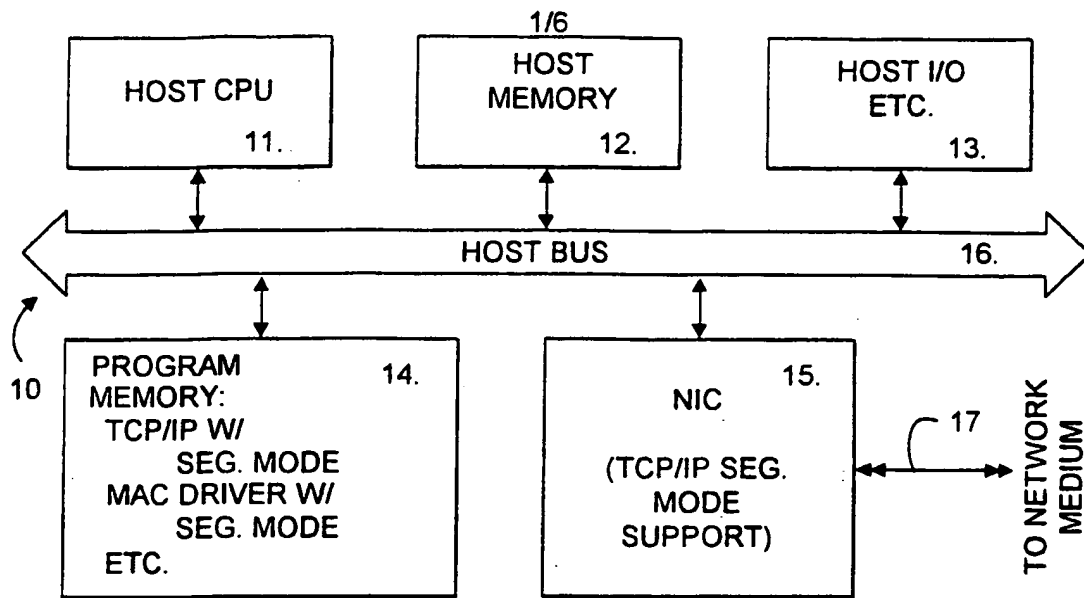 1/6
HOST CPU
11.
HOST
MEMORY
12.
HOST I/O
ETC.
13.
HOST BUS
16.
10
PROGRAM
MEMORY:
TCP/IP W/
SEG. MODE
MAC DRIVER W/
SEG. MODE
ETC.
14.
15.
NIC
(TCP/IP SEG.
MODE
SUPPORT)
17
TO NETWORK
MEDIUM